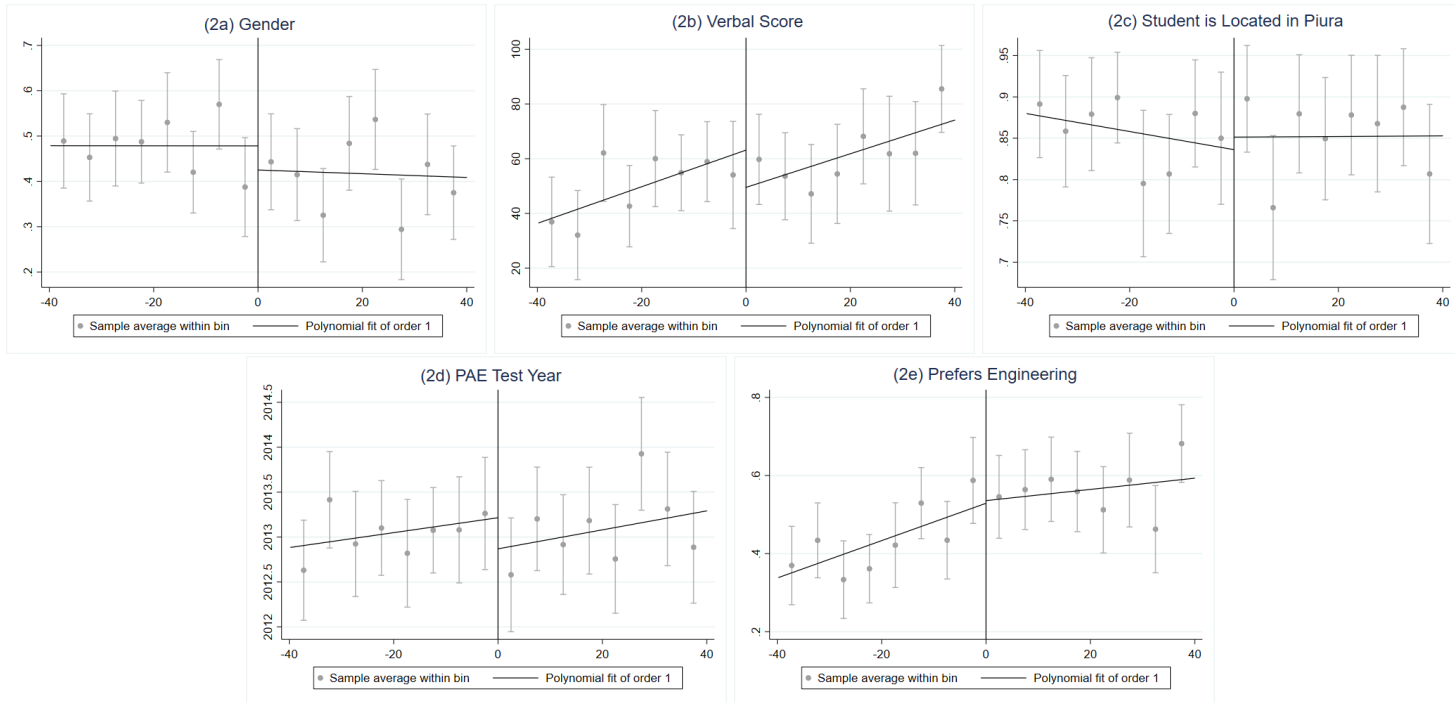 (2a) Gender
.7
.6
.5
.4
.3
.2
-40 -20 0 20 40
Sample average within bin Polynomial fit of order 1
(2b) Verbal Score
100
80
60
40
20
-40 -20 0 20 40
Sample average within bin Polynomial fit of order 1
(2c) Student is Located in Piura
.95
.9
.85
.8
.75
.7
-40 -20 0 20 40
Sample average within bin Polynomial fit of order 1
(2d) PAE Test Year
2014.5
2014
2013.5
2013
2012.5
2012
-40 -20 0 20 40
Sample average within bin Polynomial fit of order 1
(2e) Prefers Engineering
.8
.6
.4
.2
-40 -20 0 20 40
Sample average within bin Polynomial fit of order 1